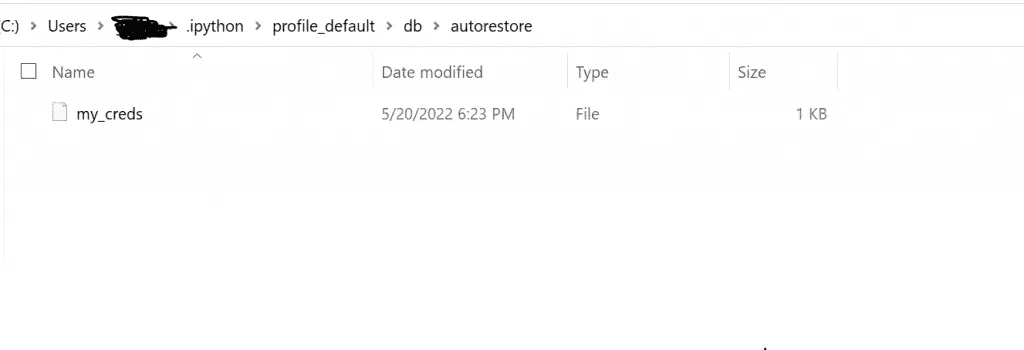 (C:) > Users > .ipython > profile_default > db > autorestore
Name Date modified Type Size
my_creds 5/20/2022 6:23 PM File 1 KB